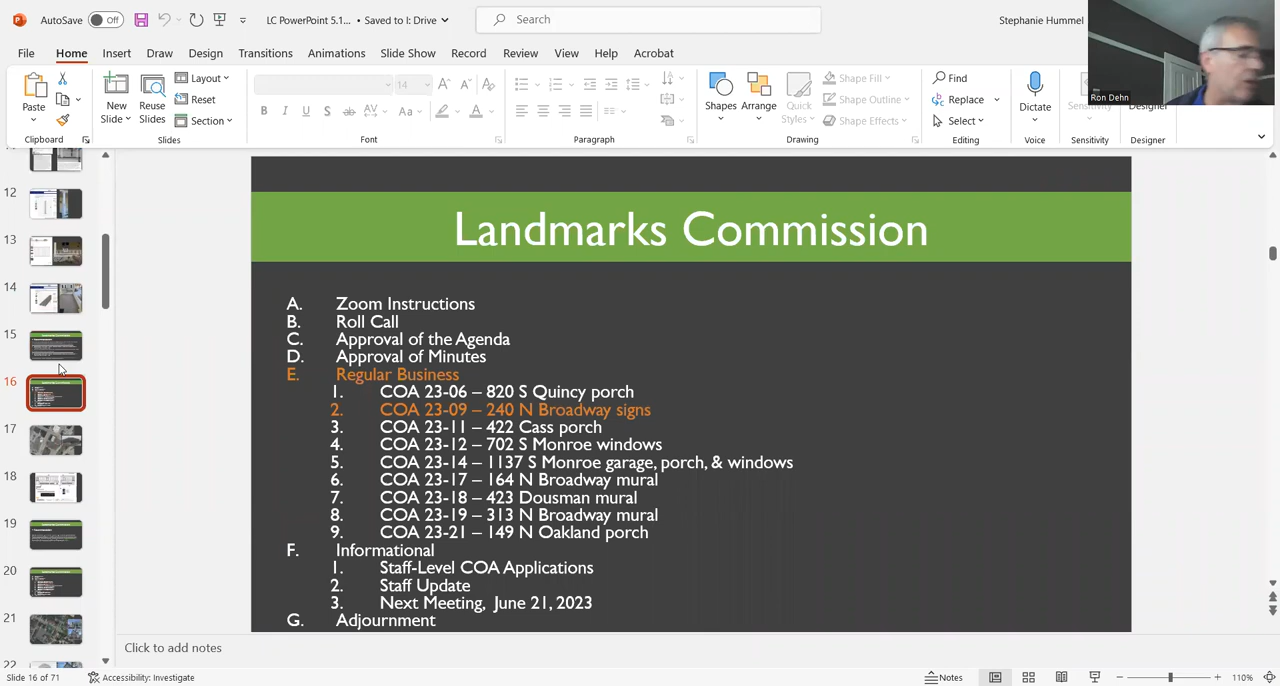 AutoSave Off LC PowerPoint 5.1... • Saved to I: Drive Search Stephanie Hummel
File Home Insert Draw Design Transitions Animations Slide Show Record Review View Help Acrobat
Paste New Slide Reuse Slides Layout Reset Section 14 Shapes Arrange Quick Styles Shape Fill Shape Outline Shape Effects Find Replace Select Dictate Sensitivity Designer
Ron Dehn
Clipboard Slides Font Paragraph Drawing Editing Voice Sensitivity Designer
12
13
14
15
16
17
18
19
20
21
22
Landmarks Commission
A. Zoom Instructions
B. Roll Call
C. Approval of the Agenda
D. Approval of Minutes
E. Regular Business
1. COA 23-06 – 820 S Quincy porch
2. COA 23-09 – 240 N Broadway signs
3. COA 23-11 – 422 Cass porch
4. COA 23-12 – 702 S Monroe windows
5. COA 23-14 – 1137 S Monroe garage, porch, & windows
6. COA 23-17 – 164 N Broadway mural
7. COA 23-18 – 423 Dousman mural
8. COA 23-19 – 313 N Broadway mural
9. COA 23-21 – 149 N Oakland porch
F. Informational
1. Staff-Level COA Applications
2. Staff Update
3. Next Meeting, June 21, 2023
G. Adjournment
Click to add notes
Slide 16 of 71 Accessibility: Investigate Notes 110%